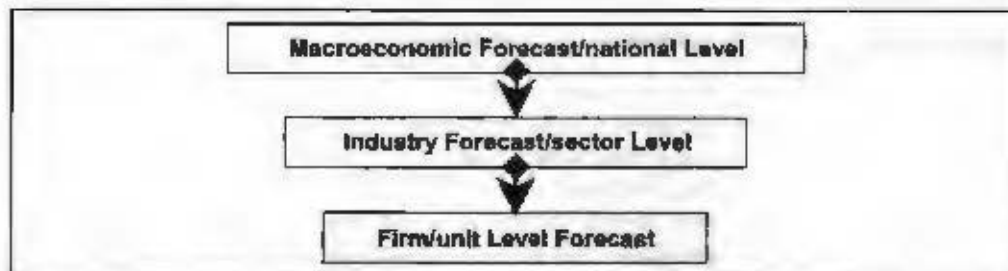 Macroeconomic Forecast/national Level
Industry Forecast/sector Level
Firm/unit Level Forecast